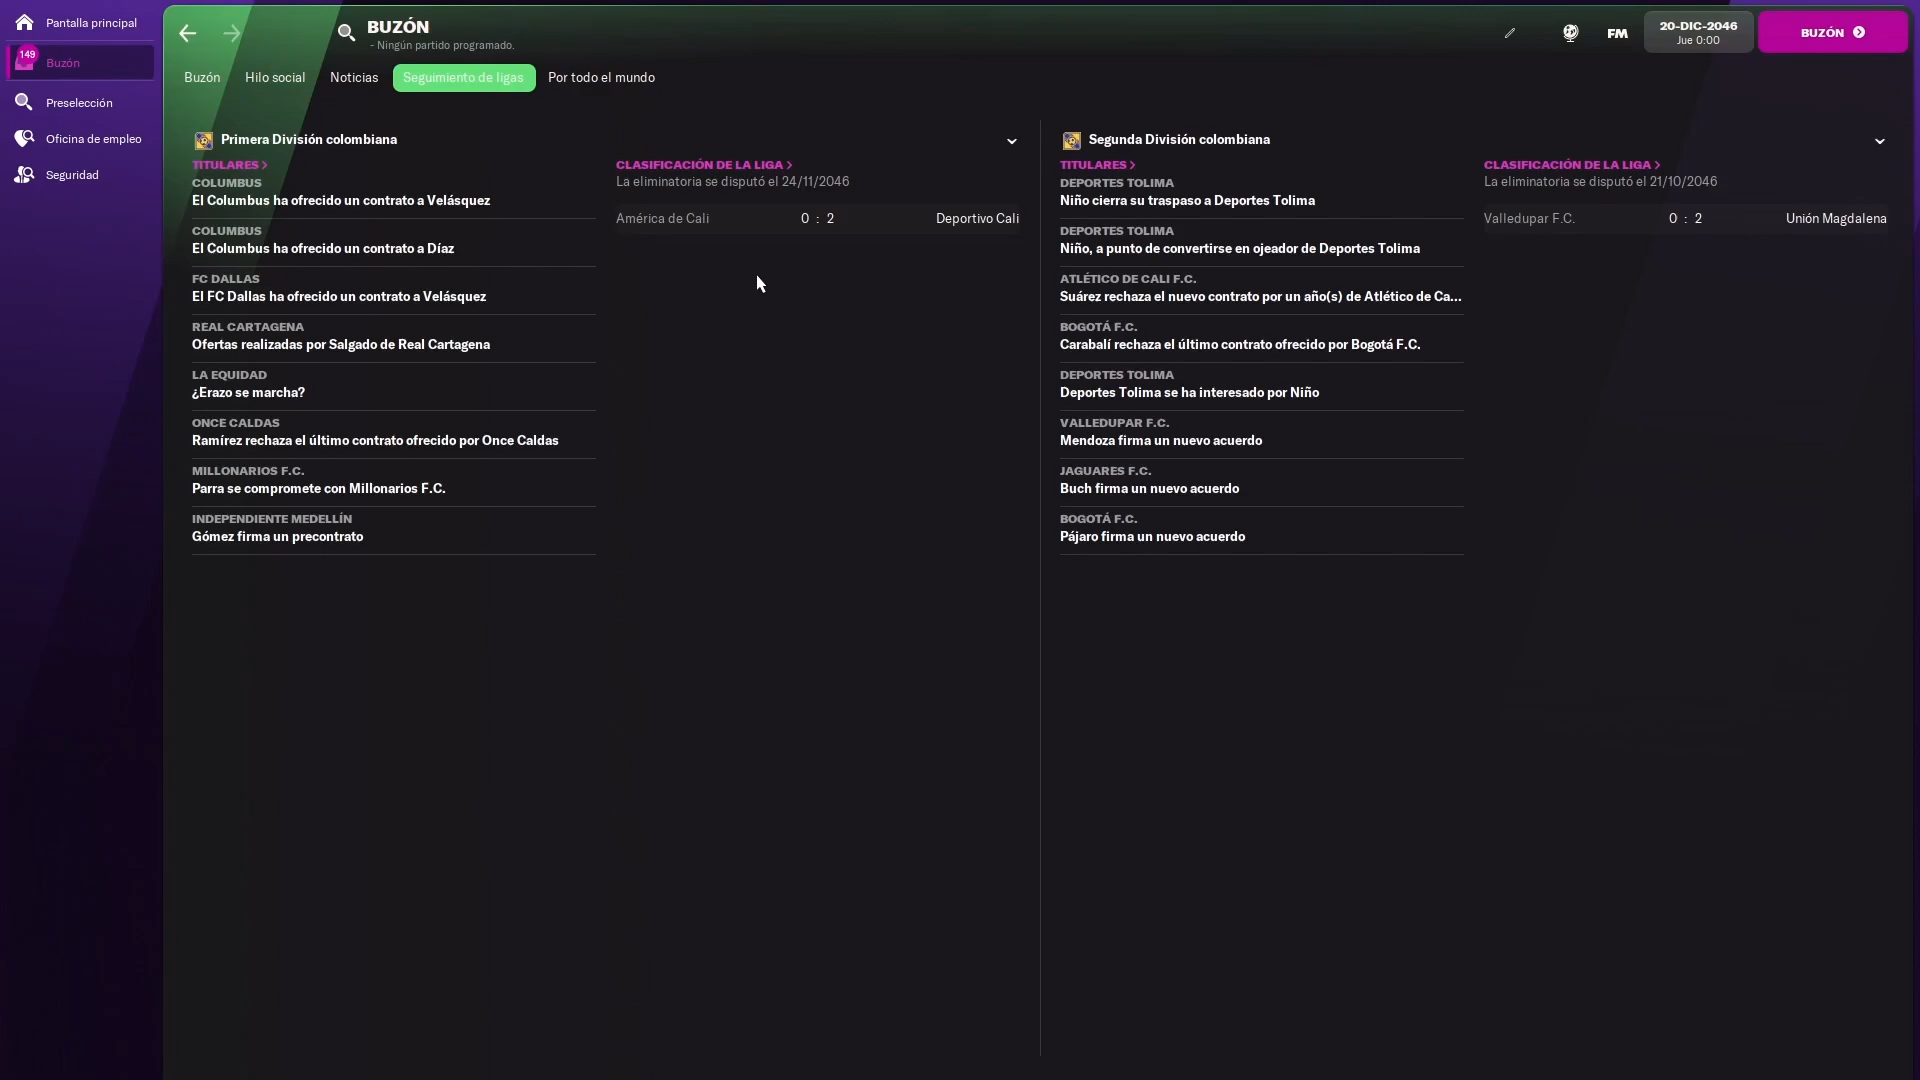 Pantalla principal
149
Buzón
Preselección
Oficina de empleo
Seguridad
BUZÓN
- Ningún partido programado.
FM
20-DIC-2046
Jue 0:00
BUZÓN
Buzón
Hilo social
Noticias
Seguimiento de ligas
Por todo el mundo
Primera División colombiana
TITULARES >
COLUMBUS
El Columbus ha ofrecido un contrato a Velásquez
COLUMBUS
El Columbus ha ofrecido un contrato a Díaz
FC DALLAS
El FC Dallas ha ofrecido un contrato a Velásquez
REAL CARTAGENA
Ofertas realizadas por Salgado de Real Cartagena
LA EQUIDAD
¿Erazo se marcha?
ONCE CALDAS
Ramírez rechaza el último contrato ofrecido por Once Caldas
MILLONARIOS F.C.
Parra se compromete con Millonarios F.C.
INDEPENDIENTE MEDELLÍN
Gómez firma un precontrato
CLASIFICACIÓN DE LA LIGA >
La eliminatoria se disputó el 24/11/2046
América de Cali 0 : 2 Deportivo Cali
Segunda División colombiana
TITULARES >
DEPORTES TOLIMA
Niño cierra su traspaso a Deportes Tolima
DEPORTES TOLIMA
Niño, a punto de convertirse en ojeador de Deportes Tolima
ATLÉTICO DE CALI F.C.
Suárez rechaza el nuevo contrato por un año(s) de Atlético de Ca...
BOGOTÁ F.C.
Carabalí rechaza el último contrato ofrecido por Bogotá F.C.
DEPORTES TOLIMA
Deportes Tolima se ha interesado por Niño
VALLEDUPAR F.C.
Mendoza firma un nuevo acuerdo
JAGUARES F.C.
Buch firma un nuevo acuerdo
BOGOTÁ F.C.
Pájaro firma un nuevo acuerdo
CLASIFICACIÓN DE LA LIGA >
La eliminatoria se disputó el 21/10/2046
Valledupar F.C. 0 : 2 Unión Magdalena